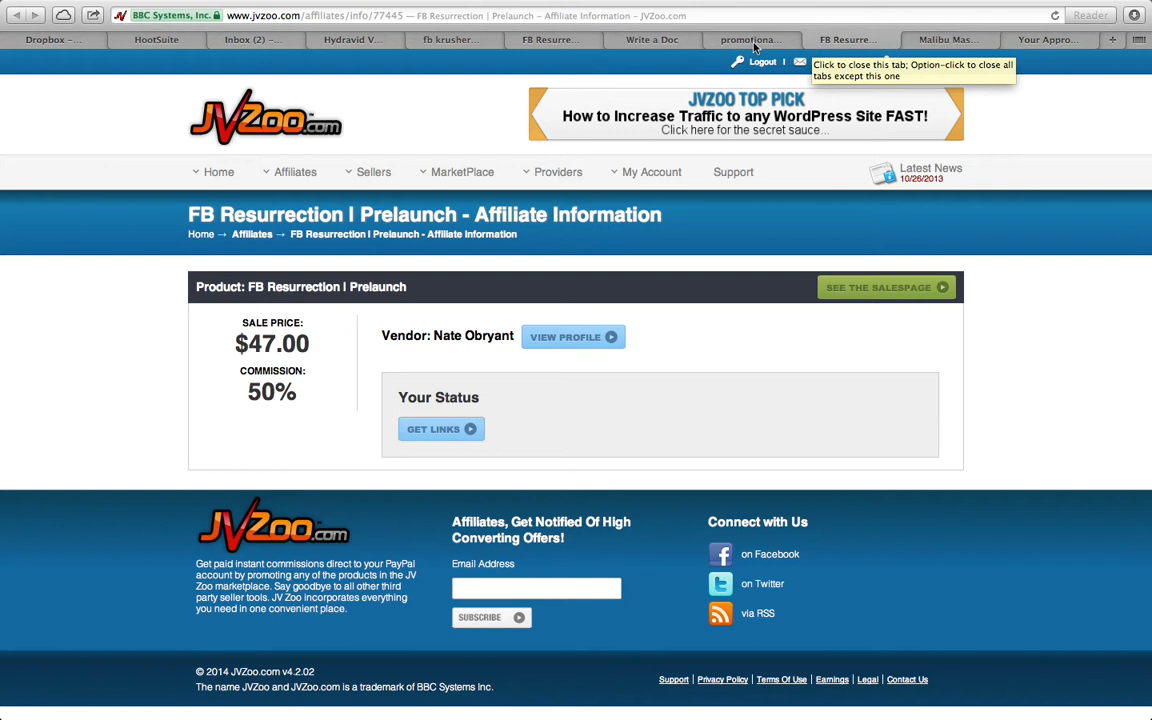 BBC Systems, Inc. www.jvzoo.com/affiliates/info/77445 — FB Resurrection | Prelaunch - Affiliate Information - JVZoo.com Reader
Dropbox -... HootSuite Inbox (2) -... Hydravid V... fb krusher... FB Resurre... Write a Doc promotiona... FB Resurre... Malibu Mas... Your Appro... +
Logout |
Click to close this tab; Option-click to close all
tabs except this one
JVZoo.com
JVZOO TOP PICK
How to Increase Traffic to any WordPress Site FAST!
Click here for the secret sauce...
Home Affiliates Sellers MarketPlace Providers My Account Support
Latest News
10/26/2013
FB Resurrection | Prelaunch - Affiliate Information
Home → Affiliates → FB Resurrection | Prelaunch - Affiliate Information
Product: FB Resurrection | Prelaunch
SEE THE SALESPAGE
SALE PRICE:
$47.00
COMMISSION:
50%
Vendor: Nate Obryant VIEW PROFILE
Your Status
GET LINKS
JVZoo.com
Get paid instant commissions direct to your PayPal
account by promoting any of the products in the JV
Zoo marketplace. Say goodbye to all other third
party seller tools. JV Zoo incorporates everything
you need in one convenient place.
Affiliates, Get Notified Of High
Converting Offers!
Email Address
SUBSCRIBE
Connect with Us
on Facebook
on Twitter
via RSS
© 2014 JVZoo.com v4.2.02
The name JVZoo and JVZoo.com is a trademark of BBC Systems Inc.
Support | Privacy Policy | Terms Of Use | Earnings | Legal | Contact Us